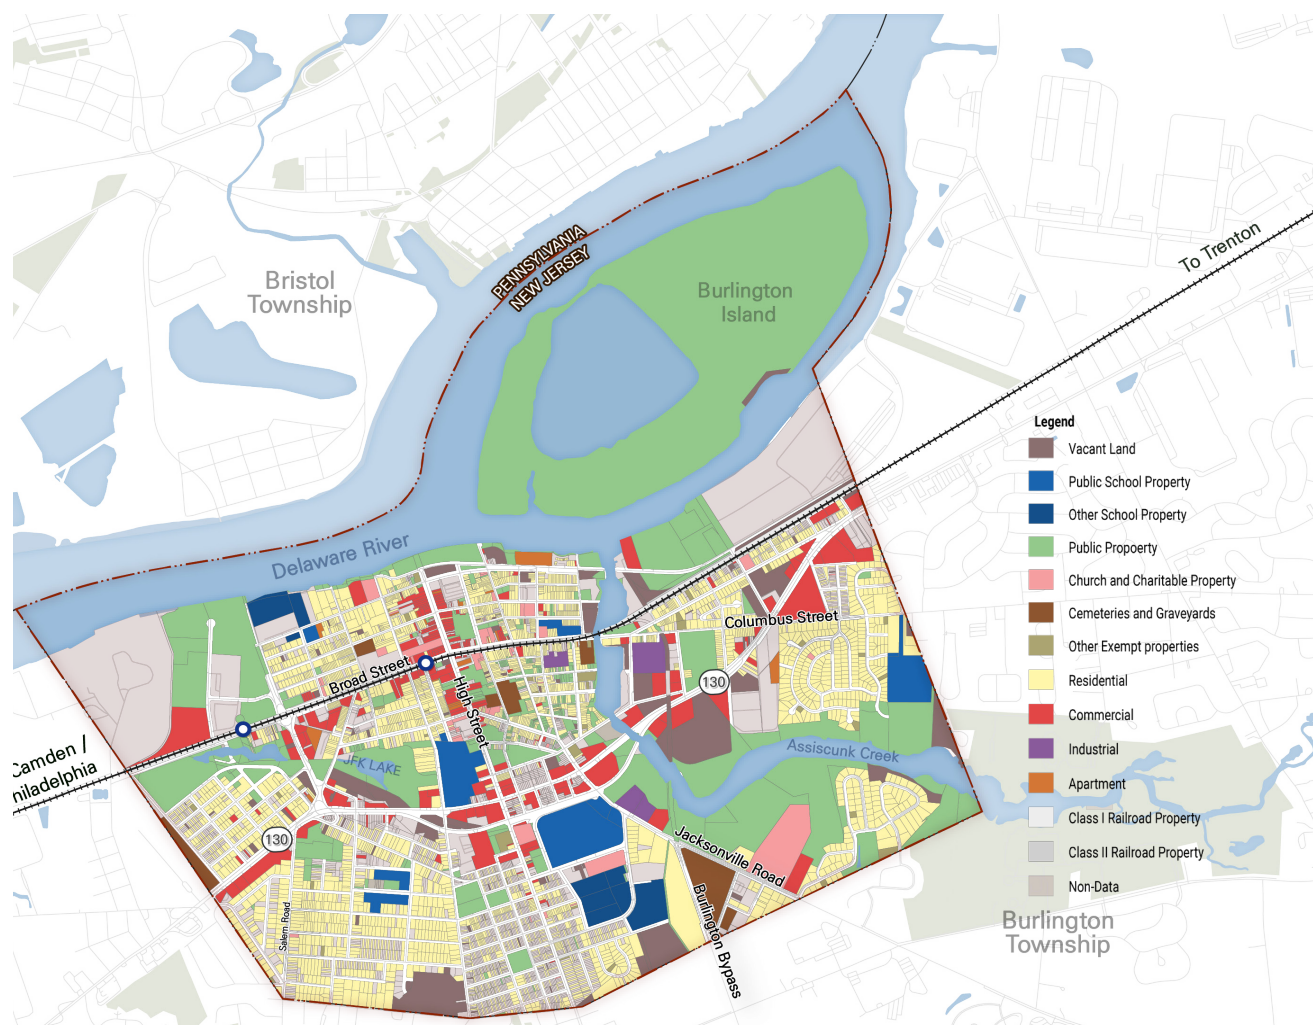 To Trenton
PENNSYLVANIA
NEW JERSEY
Bristol
Township
Burlington
Island
Delaware River
Legend
Vacant Land
Public School Property
Other School Property
Public Propoerty
Church and Charitable Property
Cemeteries and Graveyards
Other Exempt properties
Residential
Commercial
Industrial
Apartment
Class I Railroad Property
Class II Railroad Property
Non-Data
Columbus Street
Broad Street
High Street
130
Assiscunk Creek
JFK LAKE
Camden /
hiladelphia
130
Jacksonville Road
Burlington Bypass
Salem Road
Burlington
Township